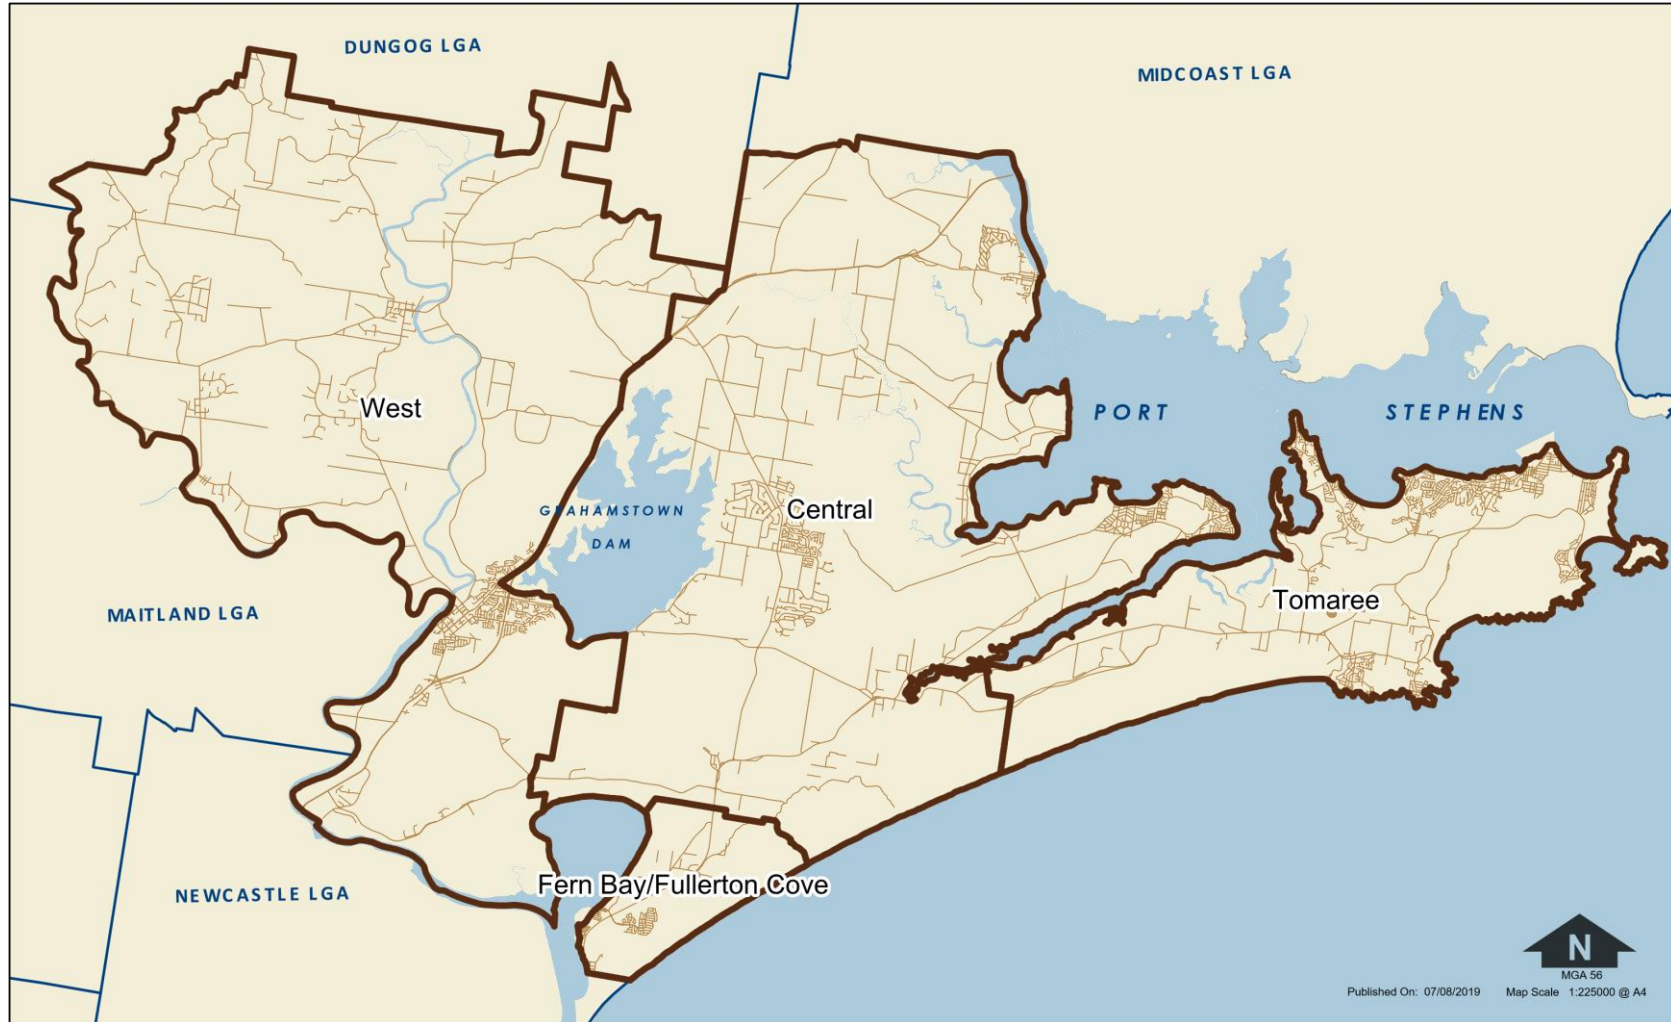 DUNGOG LGA
MIDCOAST LGA
West
PORT STEPHENS
GRAHAMSTOWN
DAM
Central
MAITLAND LGA
Tomaree
Fern Bay/Fullerton Cove
NEWCASTLE LGA
N
MGA 56
Published On: 07/08/2019 Map Scale 1:225000 @ A4